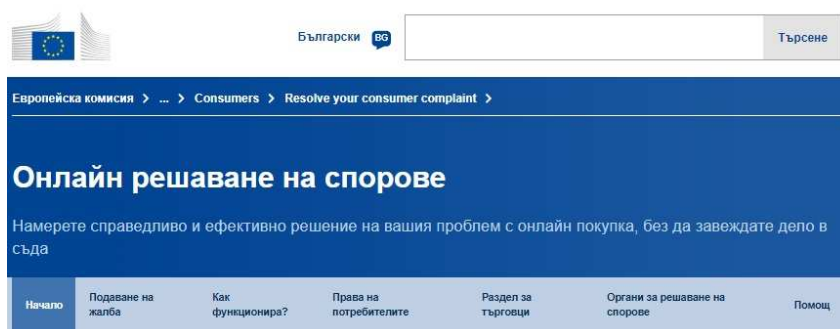 Български BG
Търсене
Европейска комисия > ... > Consumers > Resolve your consumer complaint >
Онлайн решаване на спорове
Намерете справедливо и ефективно решение на вашия проблем с онлайн покупка, без да завеждате дело в
съда
Начало
Подаване на
жалба
Как
функционира?
Права на
потребителите
Раздел за
търговци
Органи за решаване на
спорове
Помощ